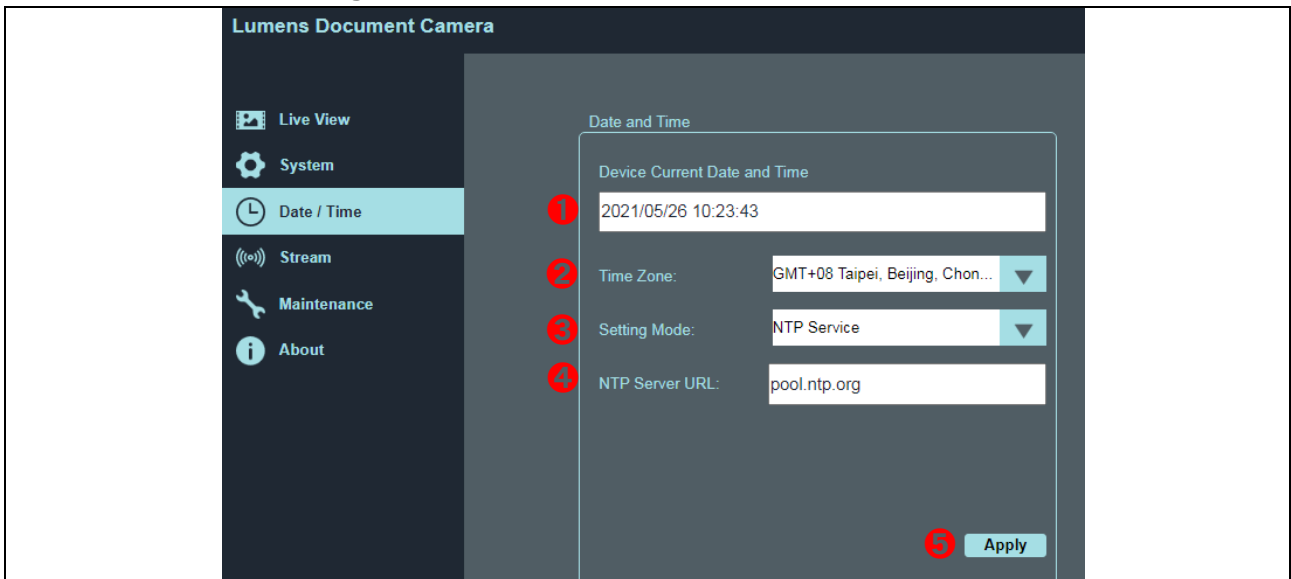 Lumens Document Camera
Live View
System
Date / Time
Stream
Maintenance
About
Date and Time
Device Current Date and Time
1 2021/05/26 10:23:43
2 Time Zone: GMT+08 Taipei, Beijing, Chon...
3 Setting Mode: NTP Service
4 NTP Server URL: pool.ntp.org
5 Apply